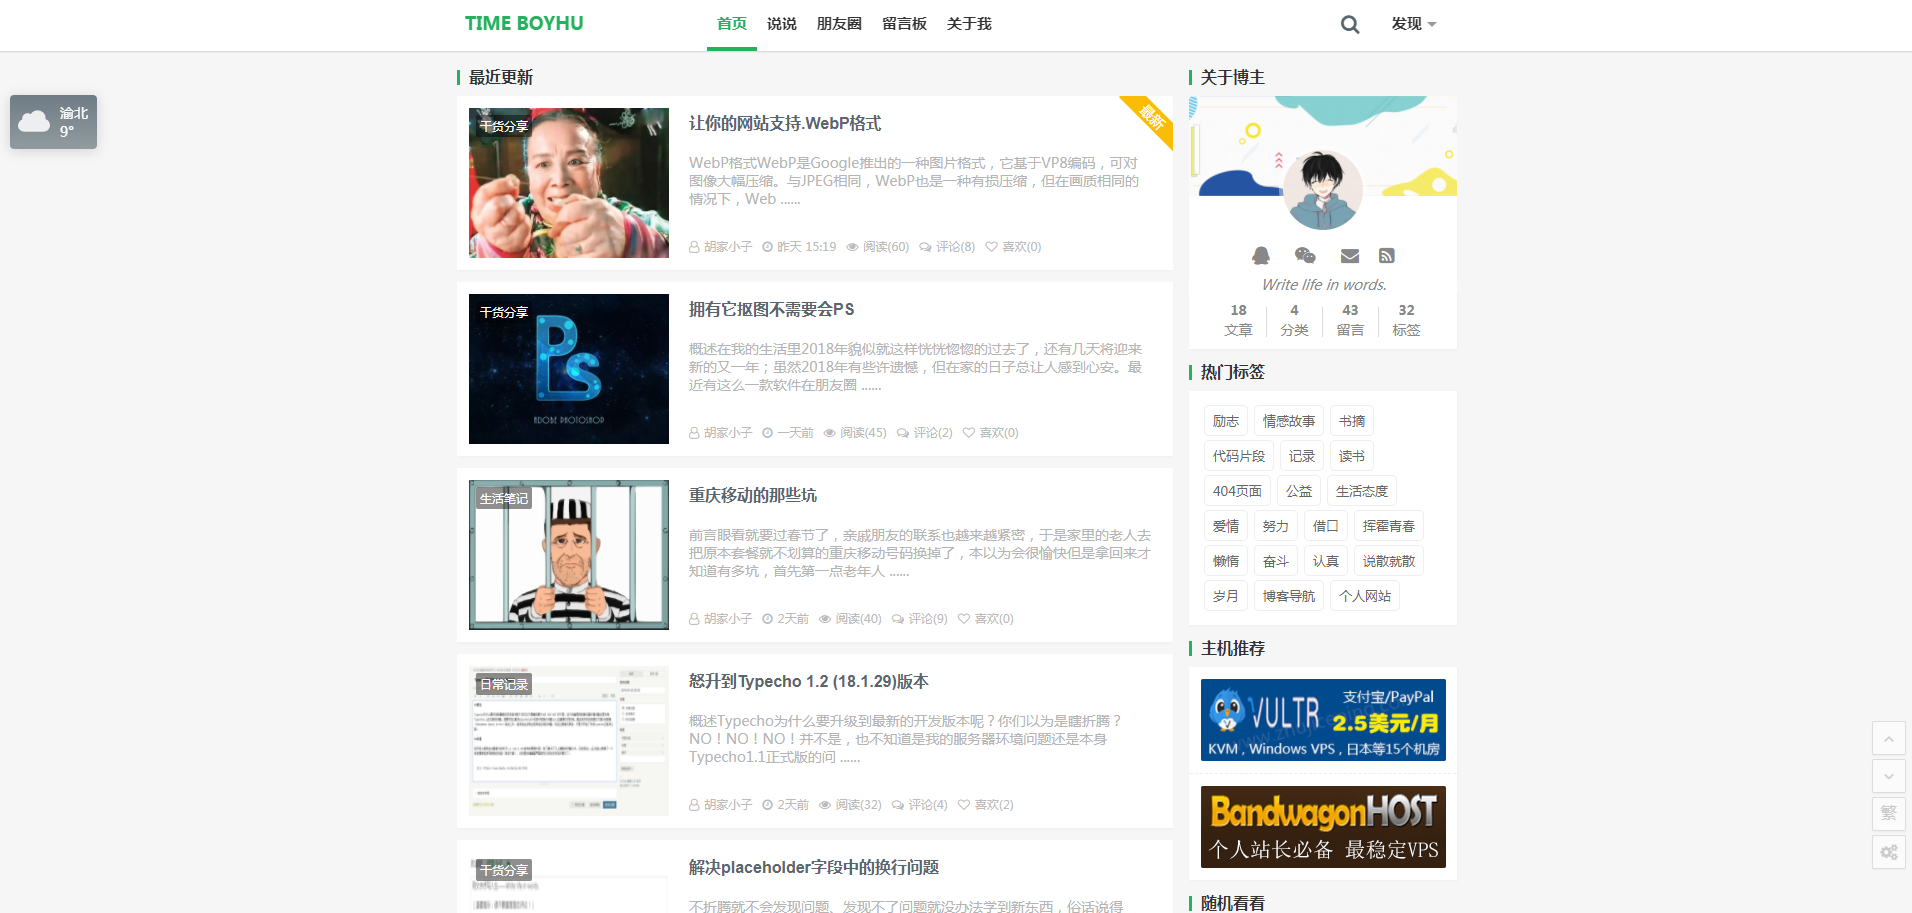 TIME BOYHU
首页 说说 朋友圈 留言板 关于我
发现
渝北
9°
最近更新
干货分享
最新
让你的网站支持.WebP格式
WebP格式WebP是Google推出的一种图片格式，它基于VP8编码，可对
图像大幅压缩。与JPEG相同，WebP也是一种有损压缩，但在画质相同的
情况下，Web ......
胡家小子 昨天 15:19 阅读(60) 评论(8) 喜欢(0)
干货分享
ADOBE PHOTOSHOP
拥有它抠图不需要会PS
概述在我的生活里2018年貌似就这样恍恍惚惚的过去了，还有几天将迎来
新的又一年；虽然2018年有些许遗憾，但在家的日子总让人感到心安。最
近有这么一款软件在朋友圈 ......
胡家小子 一天前 阅读(45) 评论(2) 喜欢(0)
生活笔记
重庆移动的那些坑
前言眼看就要过春节了，亲戚朋友的联系也越来越紧密，于是家里的老人去
把原本套餐就不划算的重庆移动号码换掉了，本以为会很愉快但是拿回来才
知道有多坑，首先第一点老年人 ......
胡家小子 2天前 阅读(40) 评论(9) 喜欢(0)
日常记录
怒升到Typecho 1.2 (18.1.29)版本
概述Typecho为什么要升级到最新的开发版本呢？你们以为是瞎折腾？
NO！NO！NO！并不是，也不知道是我的服务器环境问题还是本身
Typecho1.1正式版的问 ......
胡家小子 2天前 阅读(32) 评论(4) 喜欢(2)
干货分享
解决placeholder字段中的换行问题
不折腾就不会发现问题、发现不了问题就没办法学到新东西，俗话说得
关于博主
Write life in words.
18 4 43 32
文章 分类 留言 标签
热门标签
励志 情感故事 书摘
代码片段 记录 读书
404页面 公益 生活态度
爱情 努力 借口 挥霍青春
懒惰 奋斗 认真 说散就散
岁月 博客导航 个人网站
主机推荐
VULTR
支付宝/PayPal
2.5美元/月
KVM，Windows VPS，日本等15个机房
BandwagonHOST
个人站长必备 最稳定VPS
随机看看
繁